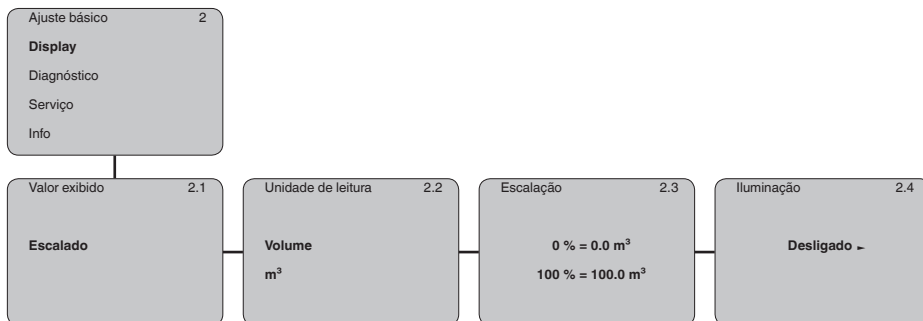 Ajuste básico 2
Display
Diagnóstico
Serviço
Info
Valor exibido 2.1
Escalado
Unidade de leitura 2.2
Volume
m³
Escalação 2.3
0 % = 0.0 m³
100 % = 100.0 m³
Iluminação 2.4
Desligado ►